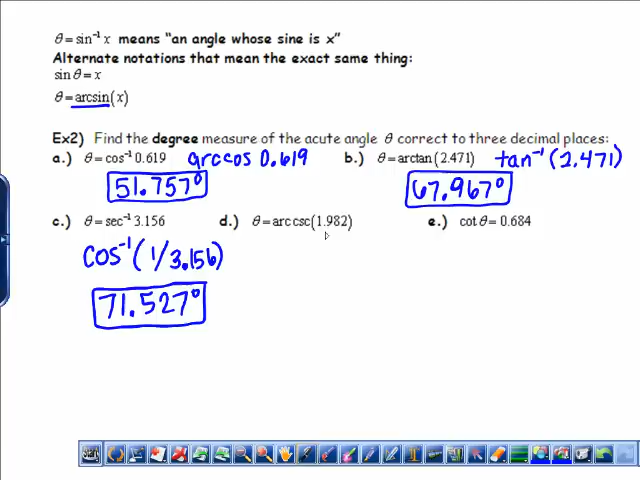 θ = sin⁻¹ x means "an angle whose sine is x"
Alternate notations that mean the exact same thing:
sin θ = x
θ = arcsin(x)
Ex2) Find the degree measure of the acute angle θ correct to three decimal places:
a.) θ = cos⁻¹ 0.619 arccos 0.619 b.) θ = arctan(2.471) tan⁻¹(2.471)
51.757° 67.967°
c.) θ = sec⁻¹ 3.156 d.) θ = arc csc(1.982) e.) cot θ = 0.684
cos⁻¹(1/3.156)
71.527°
Start